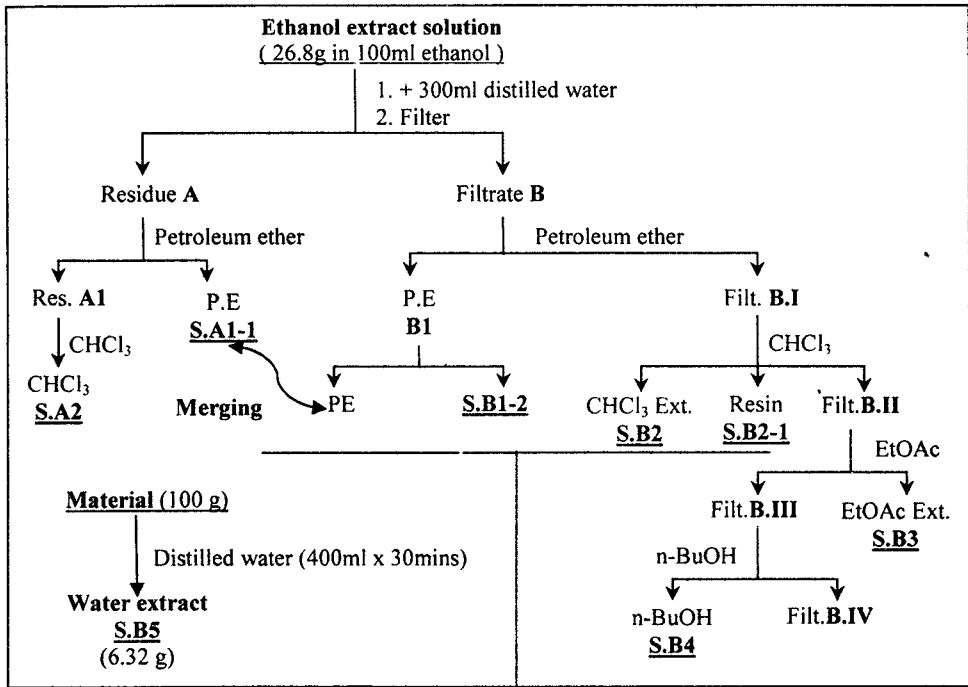 Ethanol extract solution
( 26.8g in 100ml ethanol )
1. + 300ml distilled water
2. Filter
Residue A
Filtrate B
Petroleum ether
Petroleum ether
Res. A1
P.E
S.A1-1
P.E
B1
Filt. B.I
CHCl3
CHCl3
CHCl3
S.A2
Merging
PE
S.B1-2
CHCl3 Ext.
S.B2
Resin
S.B2-1
Filt.B.II
EtOAc
Material (100 g)
Filt.B.III
EtOAc Ext.
S.B3
Distilled water (400ml x 30mins)
n-BuOH
Water extract
S.B5
(6.32 g)
n-BuOH
S.B4
Filt.B.IV